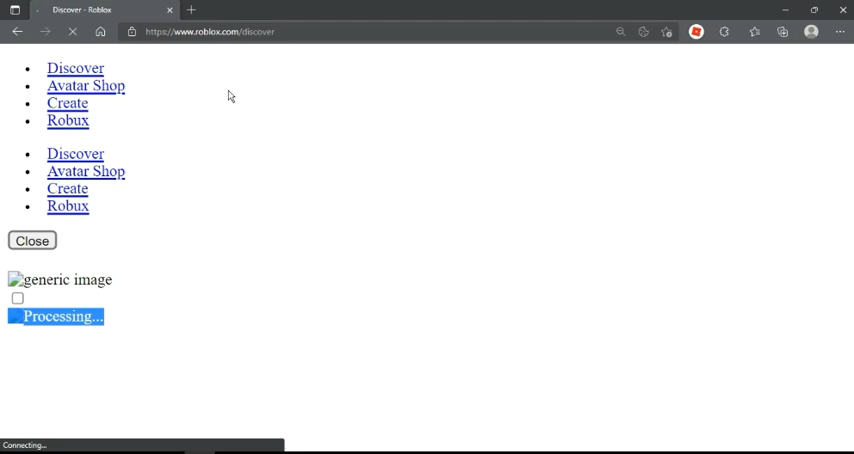 Discover - Roblox
https://www.roblox.com/discover
Discover
Avatar Shop
Create
Robux
Discover
Avatar Shop
Create
Robux
Close
generic image
Processing...
Connecting...